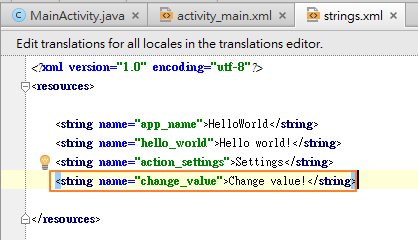 MainActivity.java
activity_main.xml
strings.xml
Edit translations for all locales in the translations editor.
<?xml version="1.0" encoding="utf-8"?>
<resources>
<string name="app_name">HelloWorld</string>
<string name="hello_world">Hello world!</string>
<string name="action_settings">Settings</string>
<string name="change_value">Change value!</string>
</resources>